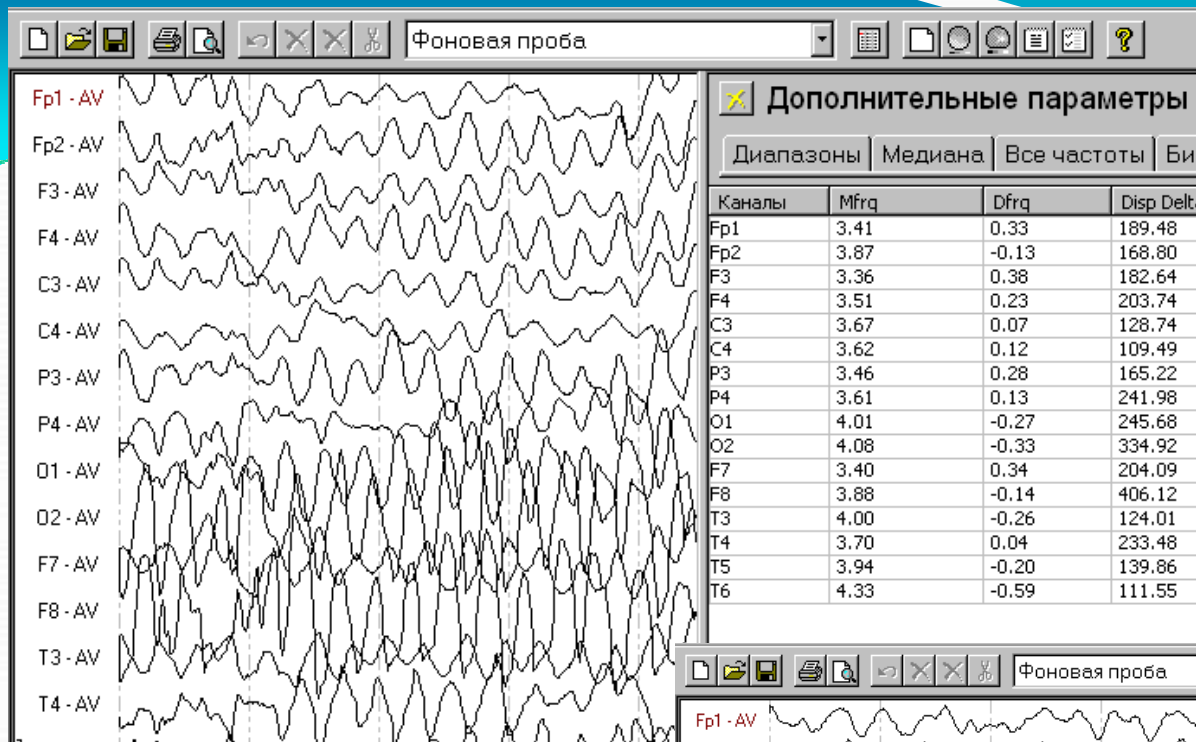 Фоновая проба
Fp1 - AV
Fp2 - AV
F3 - AV
F4 - AV
C3 - AV
C4 - AV
P3 - AV
P4 - AV
O1 - AV
O2 - AV
F7 - AV
F8 - AV
T3 - AV
T4 - AV
Дополнительные параметры
Диапазоны Медиана Все частоты Би
Каналы Mfrq Dfrq Disp Delt
Fp1 3.41 0.33 189.48
Fp2 3.87 -0.13 168.80
F3 3.36 0.38 182.64
F4 3.51 0.23 203.74
C3 3.67 0.07 128.74
C4 3.62 0.12 109.49
P3 3.46 0.28 165.22
P4 3.61 0.13 241.98
O1 4.01 -0.27 245.68
O2 4.08 -0.33 334.92
F7 3.40 0.34 204.09
F8 3.88 -0.14 406.12
T3 4.00 -0.26 124.01
T4 3.70 0.04 233.48
T5 3.94 -0.20 139.86
T6 4.33 -0.59 111.55
Фоновая проба
Fp1 - AV